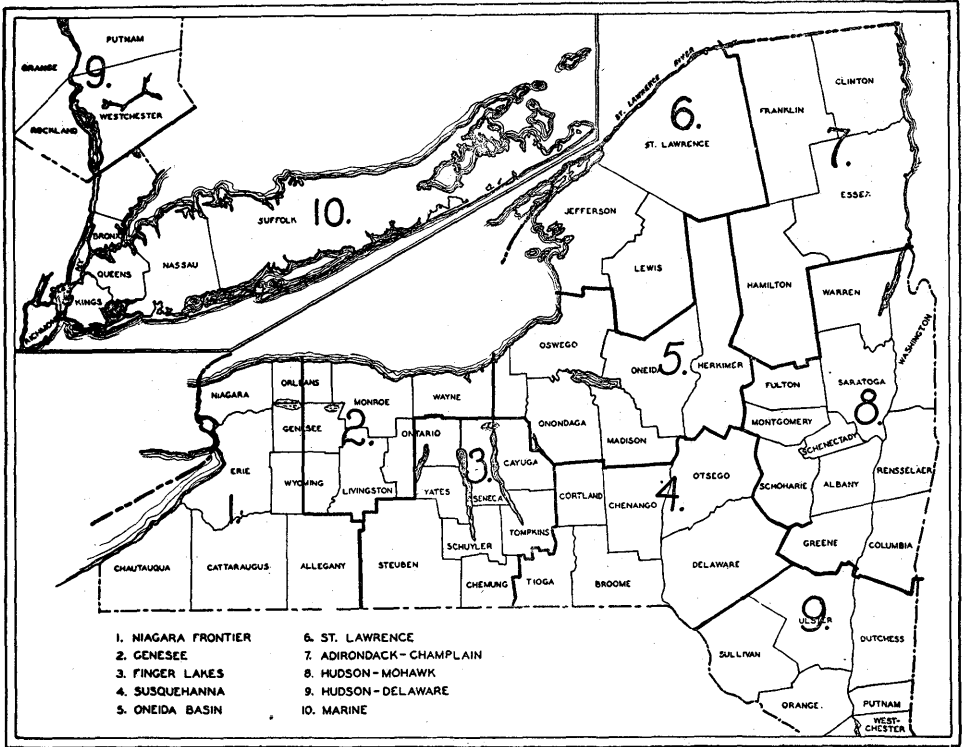 PUTNAM
ORANGE
9.
WESTCHESTER
ROCKLAND
SUFFOLK
10.
BRONX
NASSAU
QUEENS
N.Y.
KINGS
RICHMOND
ST. LAWRENCE RIVER
6.
ST. LAWRENCE
FRANKLIN
CLINTON
7.
ESSEX
JEFFERSON
LEWIS
HAMILTON
WARREN
WASHINGTON
OSWEGO
ONEIDA
5.
HERKIMER
FULTON
SARATOGA
8.
NIAGARA
ORLEANS
MONROE
WAYNE
GENESEE
2.
ONTARIO
ONONDAGA
MADISON
MONTGOMERY
SCHENECTADY
ERIE
WYOMING
LIVINGSTON
YATES
3.
SENECA
CAYUGA
CORTLAND
CHENANGO
4.
OTSEGO
SCHOHARIE
ALBANY
RENSSELAER
1
TOMPKINS
SCHUYLER
GREENE
COLUMBIA
CHAUTAUQUA
CATTARAUGUS
ALLEGANY
STEUBEN
CHEMUNG
TIOGA
BROOME
DELAWARE
9.
ULSTER
DUTCHESS
SULLIVAN
ORANGE.
PUTNAM
WEST-
CHESTER
1. NIAGARA FRONTIER
2. GENESEE
3. FINGER LAKES
4. SUSQUEHANNA
5. ONEIDA BASIN
6. ST. LAWRENCE
7. ADIRONDACK-CHAMPLAIN
8. HUDSON-MOHAWK
9. HUDSON-DELAWARE
10. MARINE